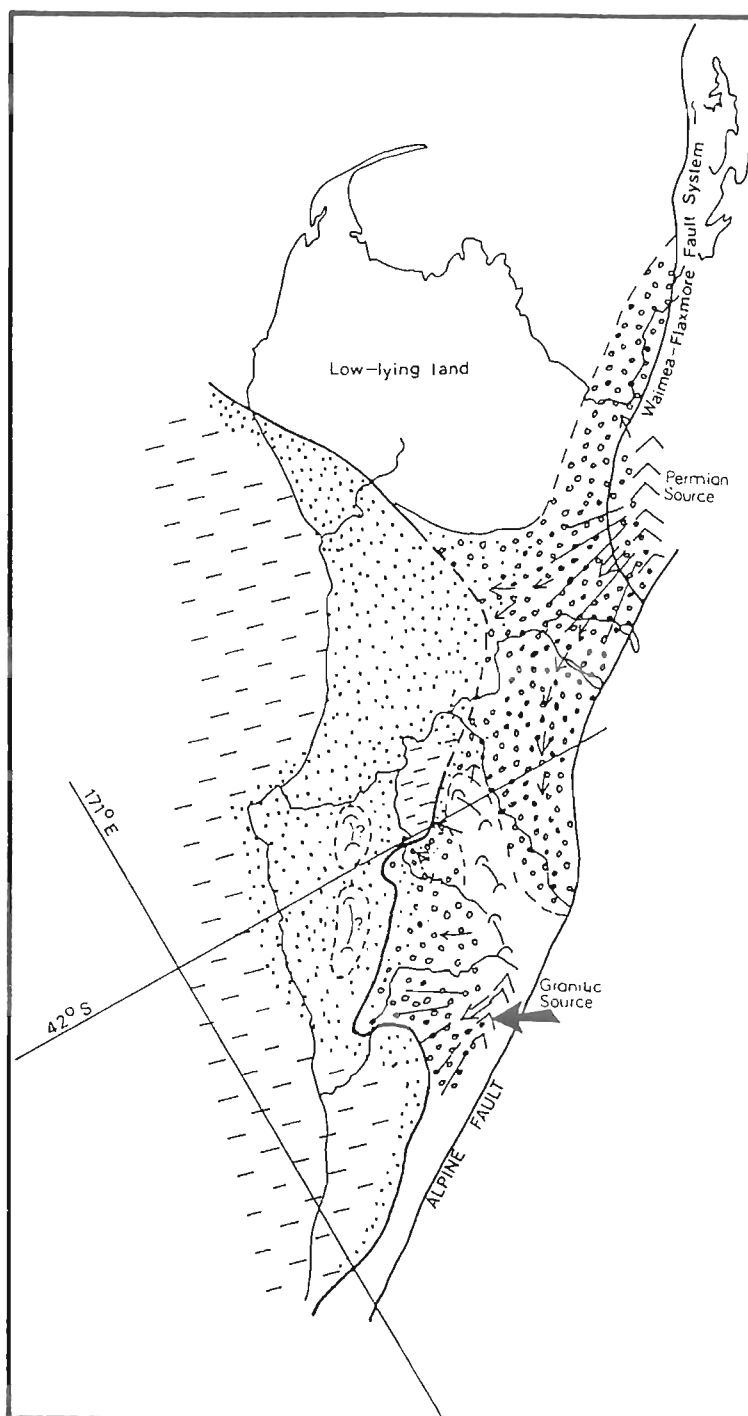 Waimea-Flaxmore Fault System
Low-lying land
Permian
Source
171° E
?
?
42° S
Granitic
Source
ALPINE FAULT